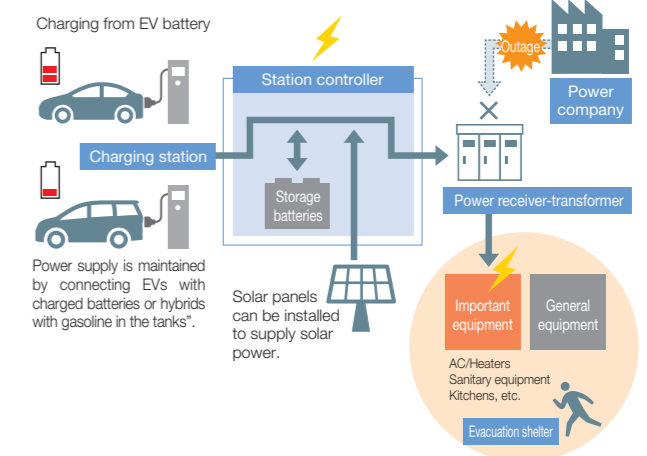 Charging from EV battery
Station controller
Outage
Power
company
Charging station
Storage
batteries
Power receiver-transformer
Power supply is maintained
by connecting EVs with
charged batteries or hybrids
with gasoline in the tanks”.
Solar panels
can be installed
to supply solar
power.
Important
equipment
General
equipment
AC/Heaters
Sanitary equipment
Kitchens, etc.
Evacuation shelter